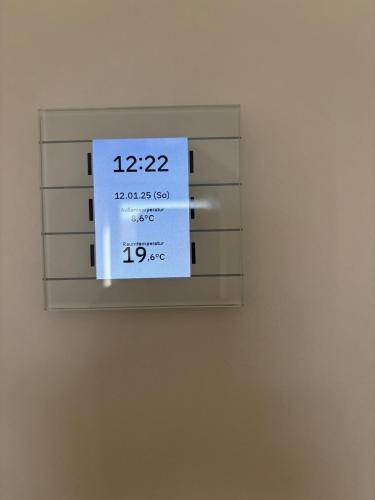 12:22
12.01.25 (So)
Außentemperatur
8,6°C
Raumtemperatur
19,6°C